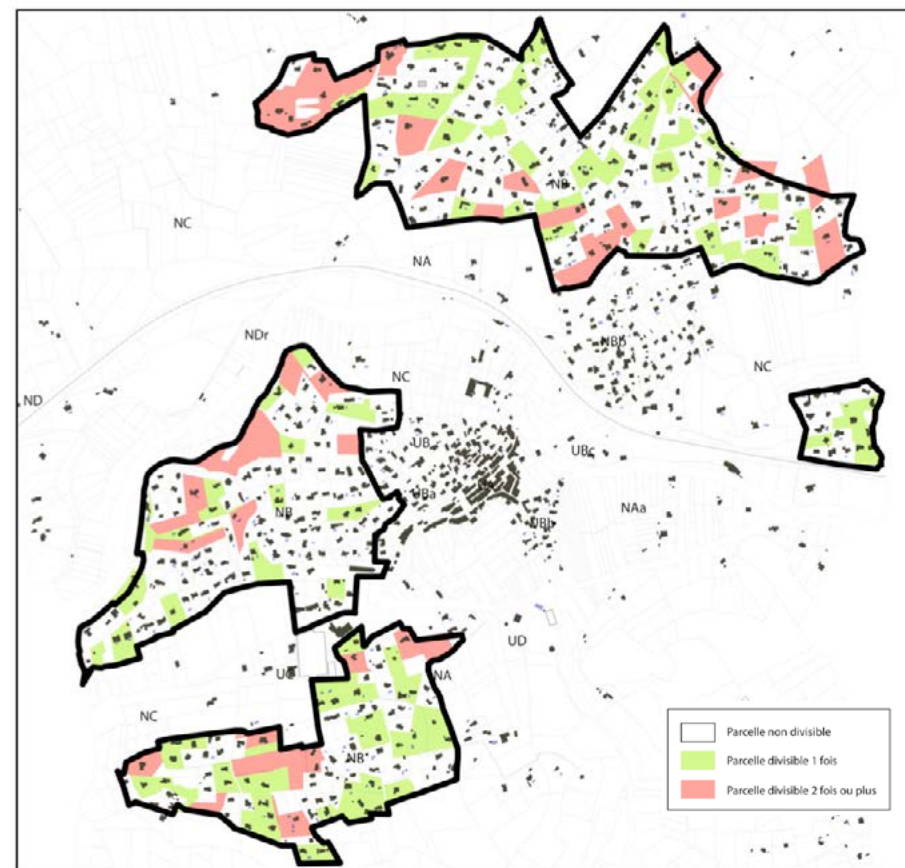 NB
NC
NA
NDr
NBb
NC
NC
ND
UB
UBc
UBa
NAa
UBb
NB
UD
NA
NC
NB
Parcelle non divisible
Parcelle divisible 1 fois
Parcelle divisible 2 fois ou plus